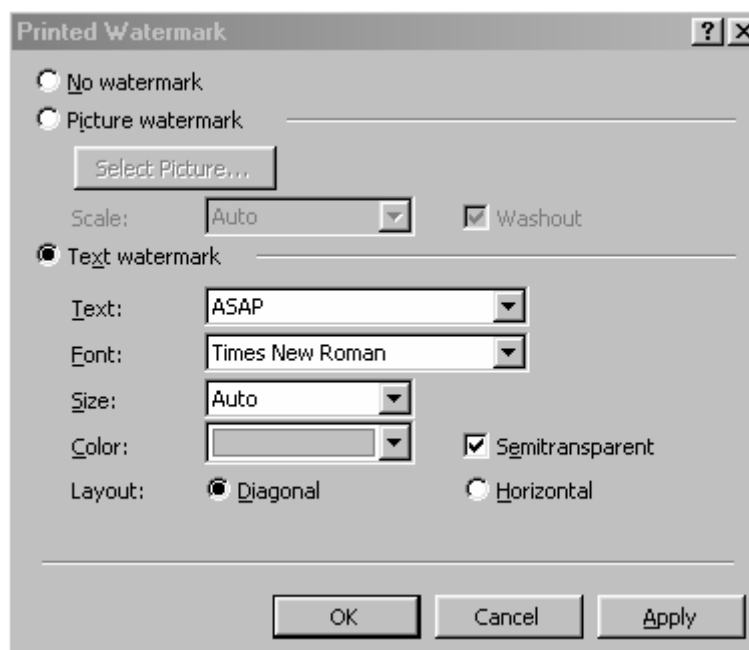 Printed Watermark ? X
No watermark
Picture watermark
Select Picture...
Scale: Auto Washout
Text watermark
Text: ASAP
Font: Times New Roman
Size: Auto
Color: Semitransparent
Layout: Diagonal Horizontal
OK Cancel Apply